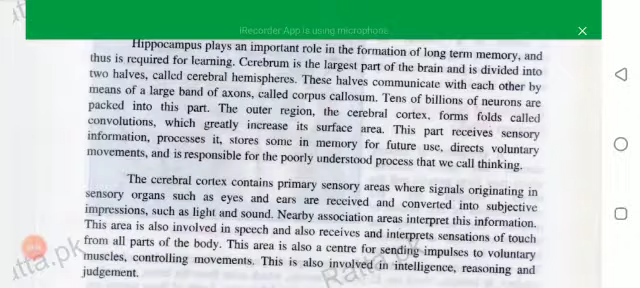 iRecorder App is using microphone.
Hippocampus plays an important role in the formation of long term memory, and
thus is required for learning. Cerebrum is the largest part of the brain and is divided into
two halves, called cerebral hemispheres. These halves communicate with each other by
means of a large band of axons, called corpus callosum. Tens of billions of neurons are
packed into this part. The outer region, the cerebral cortex, forms folds called
convolutions, which greatly increase its surface area. This part receives sensory
information, processes it, stores some in memory for future use, directs voluntary
movements, and is responsible for the poorly understood process that we call thinking.
The cerebral cortex contains primary sensory areas where signals originating in
sensory organs such as eyes and ears are received and converted into subjective
impressions, such as light and sound. Nearby association areas interpret this information.
This area is also involved in speech and also receives and interprets sensations of touch
from all parts of the body. This area is also a centre for sending impulses to voluntary
muscles, controlling movements. This is also involved in intelligence, reasoning and
judgement.
Ratta.pk